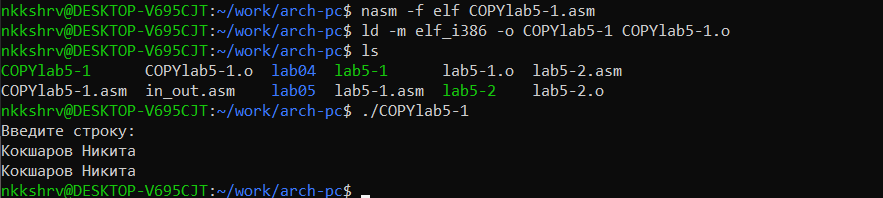 nkkshrv@DESKTOP-V695CJT:~/work/arch-pc$ nasm -f elf COPYlab5-1.asm
nkkshrv@DESKTOP-V695CJT:~/work/arch-pc$ ld -m elf_i386 -o COPYlab5-1 COPYlab5-1.o
nkkshrv@DESKTOP-V695CJT:~/work/arch-pc$ ls
COPYlab5-1 COPYlab5-1.o lab04 lab5-1 lab5-1.o lab5-2.asm
COPYlab5-1.asm in_out.asm lab05 lab5-1.asm lab5-2 lab5-2.o
nkkshrv@DESKTOP-V695CJT:~/work/arch-pc$ ./COPYlab5-1
Введите строку:
Кокшаров Никита
Кокшаров Никита
nkkshrv@DESKTOP-V695CJT:~/work/arch-pc$